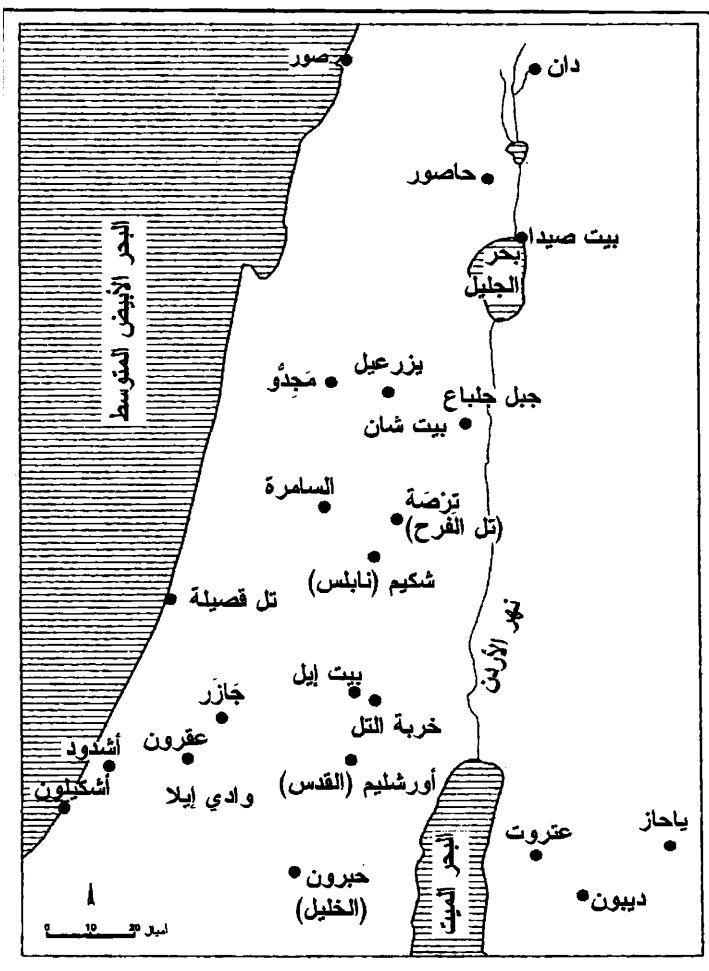 صور
دان
حاصور
البحر الأبيض المتوسط
بيت صيدا
بحر
الجليل
يزرعيل
مَجِدُّو
جبل جلباع
بيت شان
السامرة
تِرْصَة
(تل الفرح)
شكيم (نابلس)
تل قصيلة
نهر الأردن
بيت إيل
جَازَر
خربة التل
عقرون
أشدود
أورشليم (القدس)
أشكيلون
وادي إيلا
البحر الميت
ياحاز
عتروت
حَبرون
(الخليل)
ديبون
0 10 20 أميال